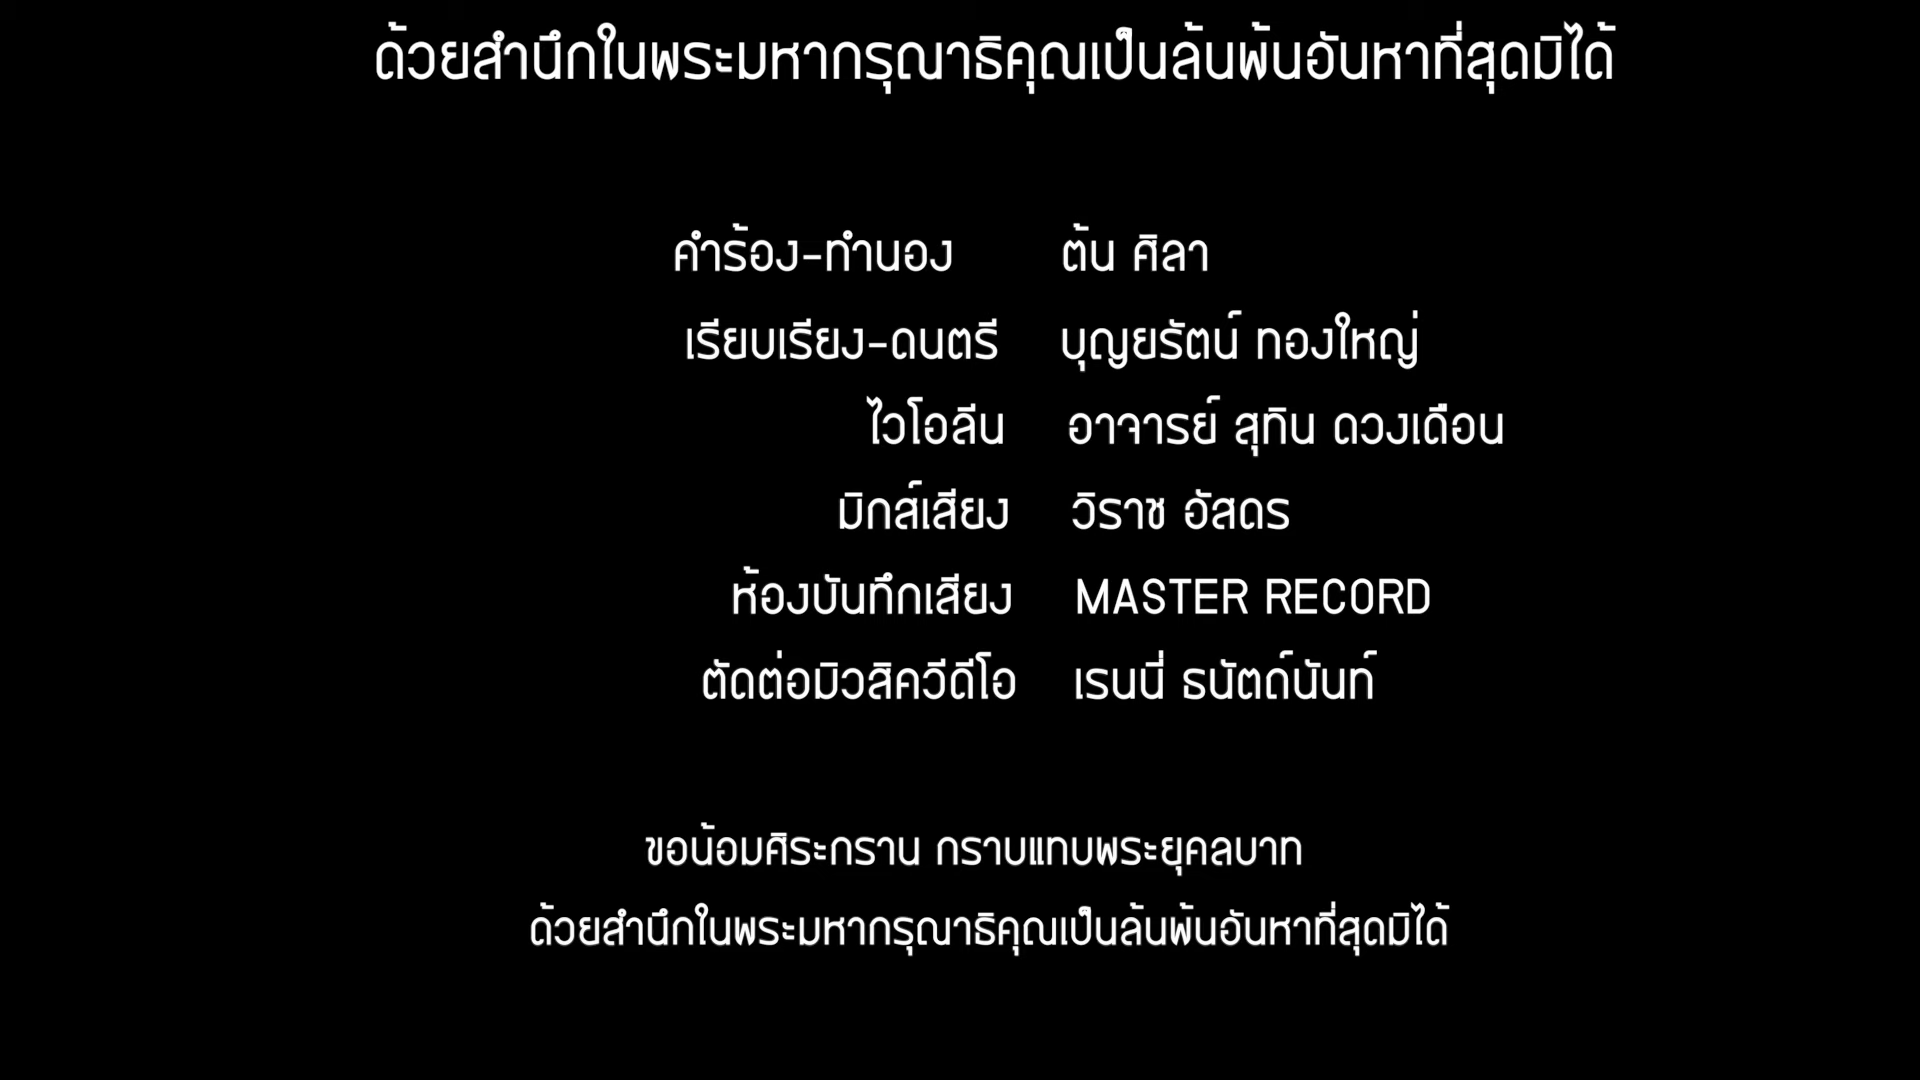 ด้วยสำนึกในพระมหากรุณาธิคุณเป็นล้นพ้นอันหาที่สุดมิได้
คำร้อง-ทำนอง ต้น ศิลา
เรียบเรียง-ดนตรี บุญยรัตน์ ทองใหญ่
ไวโอลีน อาจารย์ สุทิน ดวงเดือน
มิกส์เสียง วิราช อัสดร
ห้องบันทึกเสียง MASTER RECORD
ตัดต่อมิวสิควีดีโอ เรนนี่ ธนัตถ์นันท์
ขอน้อมศิระกราน กราบแทบพระยุคลบาท
ด้วยสำนึกในพระมหากรุณาธิคุณเป็นล้นพ้นอันหาที่สุดมิได้